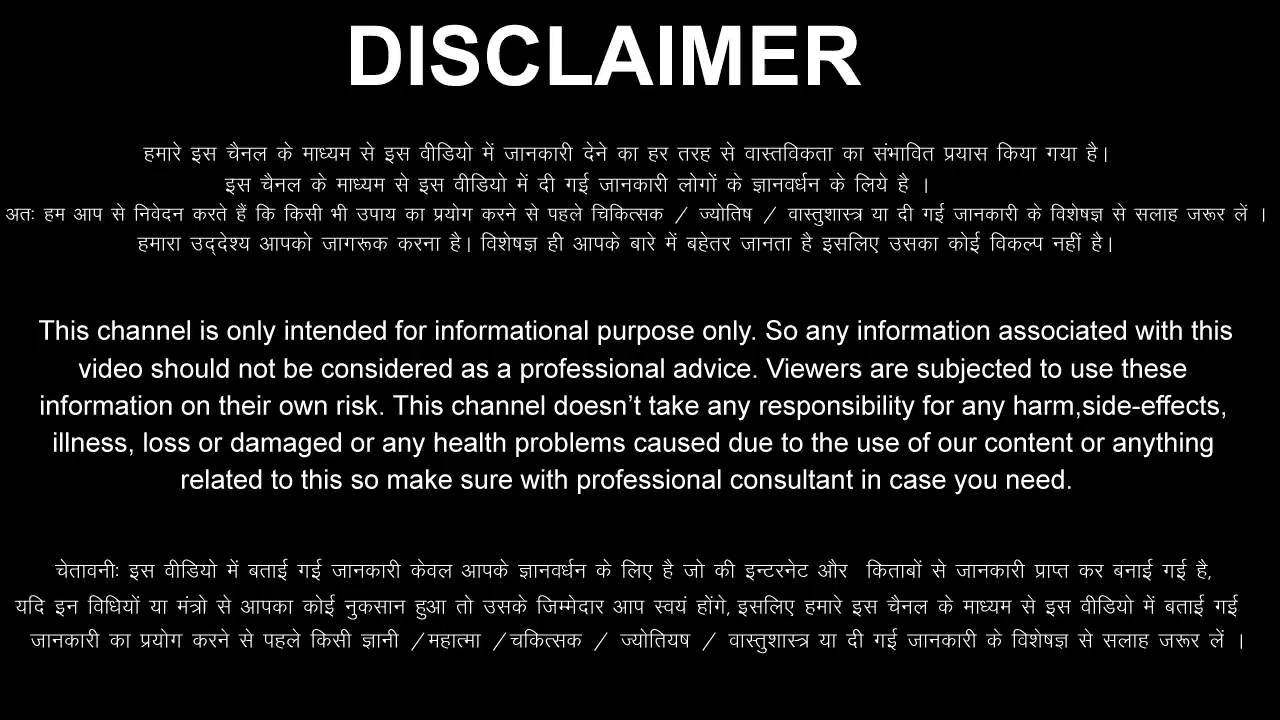 DISCLAIMER
हमारे इस चैनल के माध्यम से इस वीडियो में जानकारी देने का हर तरह से वास्तविकता का संभावित प्रयास किया गया है।
इस चैनल के माध्यम से इस वीडियो में दी गई जानकारी लोगों के ज्ञानवर्धन के लिये है ।
अतः हम आप से निवेदन करते हैं कि किसी भी उपाय का प्रयोग करने से पहले चिकित्सक / ज्योतिष / वास्तुशास्त्र या दी गई जानकारी के विशेषज्ञ से सलाह जरूर लें ।
हमारा उद्देश्य आपको जागरूक करना है। विशेषज्ञ ही आपके बारे में बहेतर जानता है इसलिए उसका कोई विकल्प नहीं है।
This channel is only intended for informational purpose only. So any information associated with this
video should not be considered as a professional advice. Viewers are subjected to use these
information on their own risk. This channel doesn’t take any responsibility for any harm,side-effects,
illness, loss or damaged or any health problems caused due to the use of our content or anything
related to this so make sure with professional consultant in case you need.
चेतावनीः इस वीडियो में बताई गई जानकारी केवल आपके ज्ञानवर्धन के लिए है जो की इन्टरनेट और किताबों से जानकारी प्राप्त कर बनाई गई है,
यदि इन विधियों या मंत्रो से आपका कोई नुकसान हुआ तो उसके जिम्मेदार आप स्वयं होंगे, इसलिए हमारे इस चैनल के माध्यम से इस वीडियो में बताई गई
जानकारी का प्रयोग करने से पहले किसी ज्ञानी /महात्मा /चकित्सक / ज्योतियष / वास्तुशास्त्र या दी गई जानकारी के विशेषज्ञ से सलाह जरूर लें ।